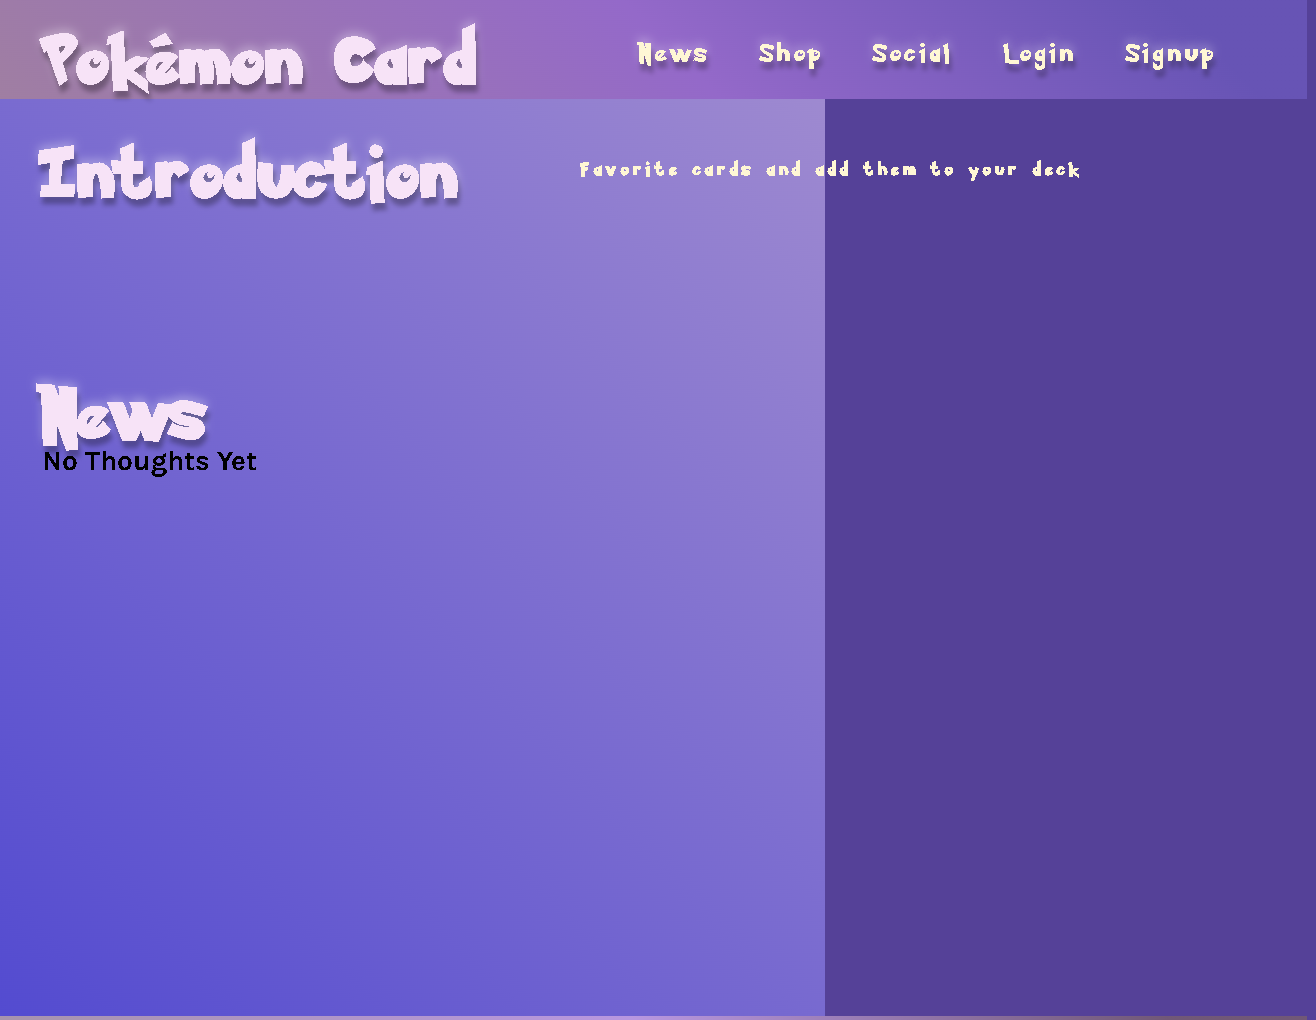 Pokémon Card
News Shop Social Login Signup
Introduction
Favorite cards and add them to your deck
News
No Thoughts Yet